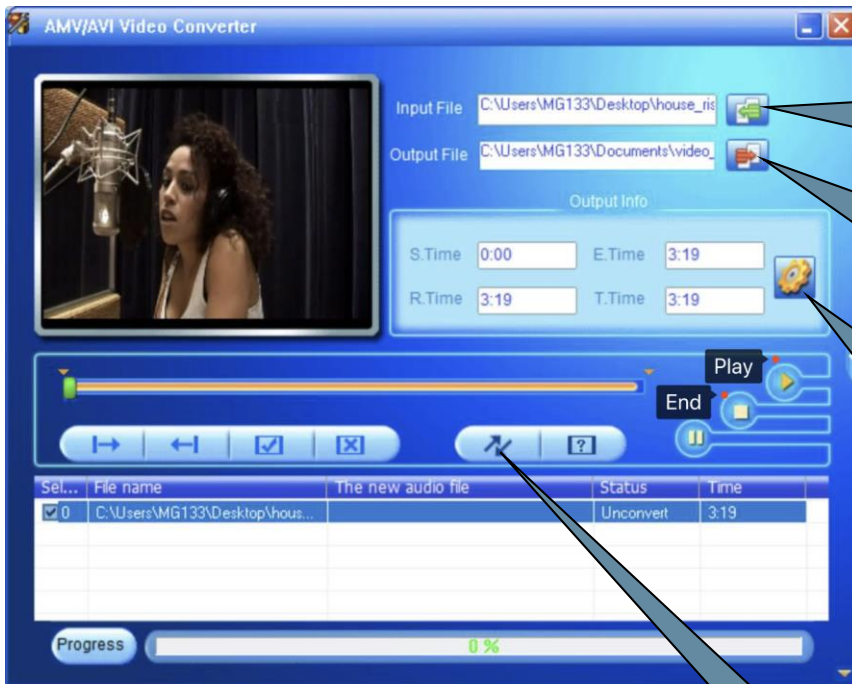 AMV/AVI Video Converter
Input File C:\Users\MG133\Desktop\house_ris
Output File C:\Users\MG133\Documents\video_
Output Info
S.Time 0:00 E.Time 3:19
R.Time 3:19 T.Time 3:19
Play
End
Sel... File name The new audio file Status Time
0 C:\Users\MG133\Desktop\hous... Unconvert 3:19
Progress 0 %